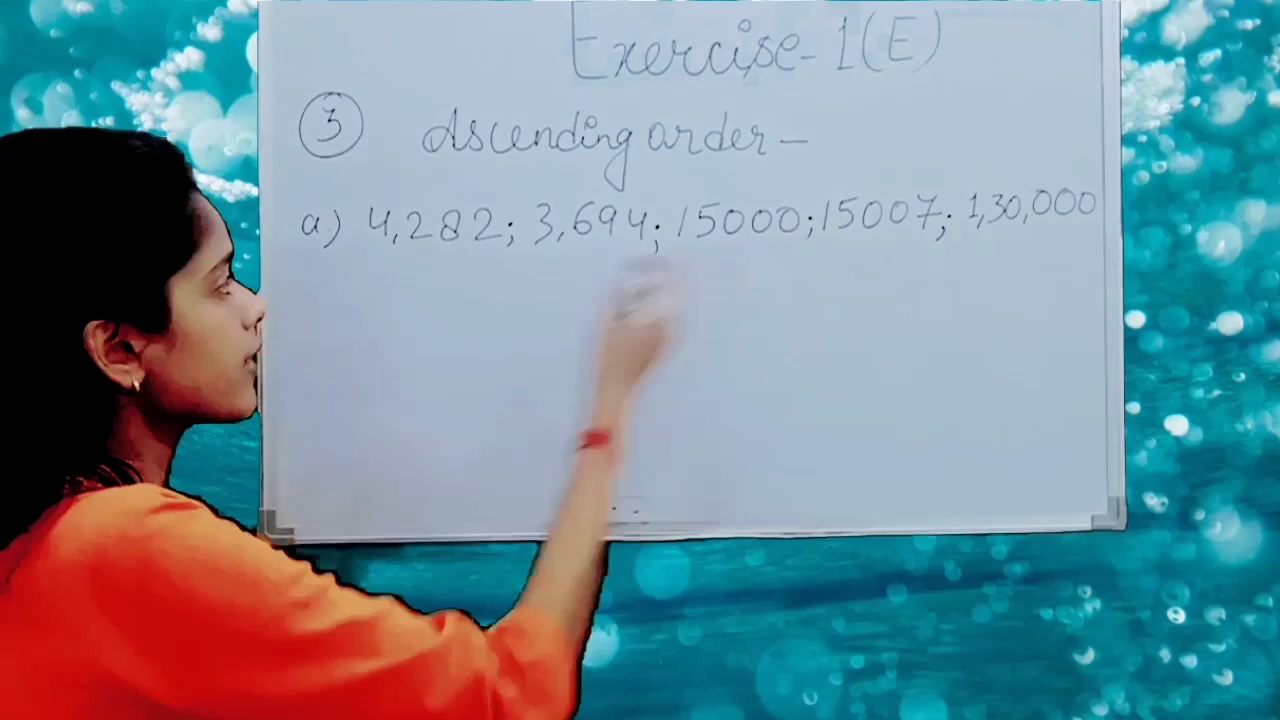 Exercise- 1(E)
3 Ascending order-
a) 4,282; 3,694; 15000; 15007; 1,30,000